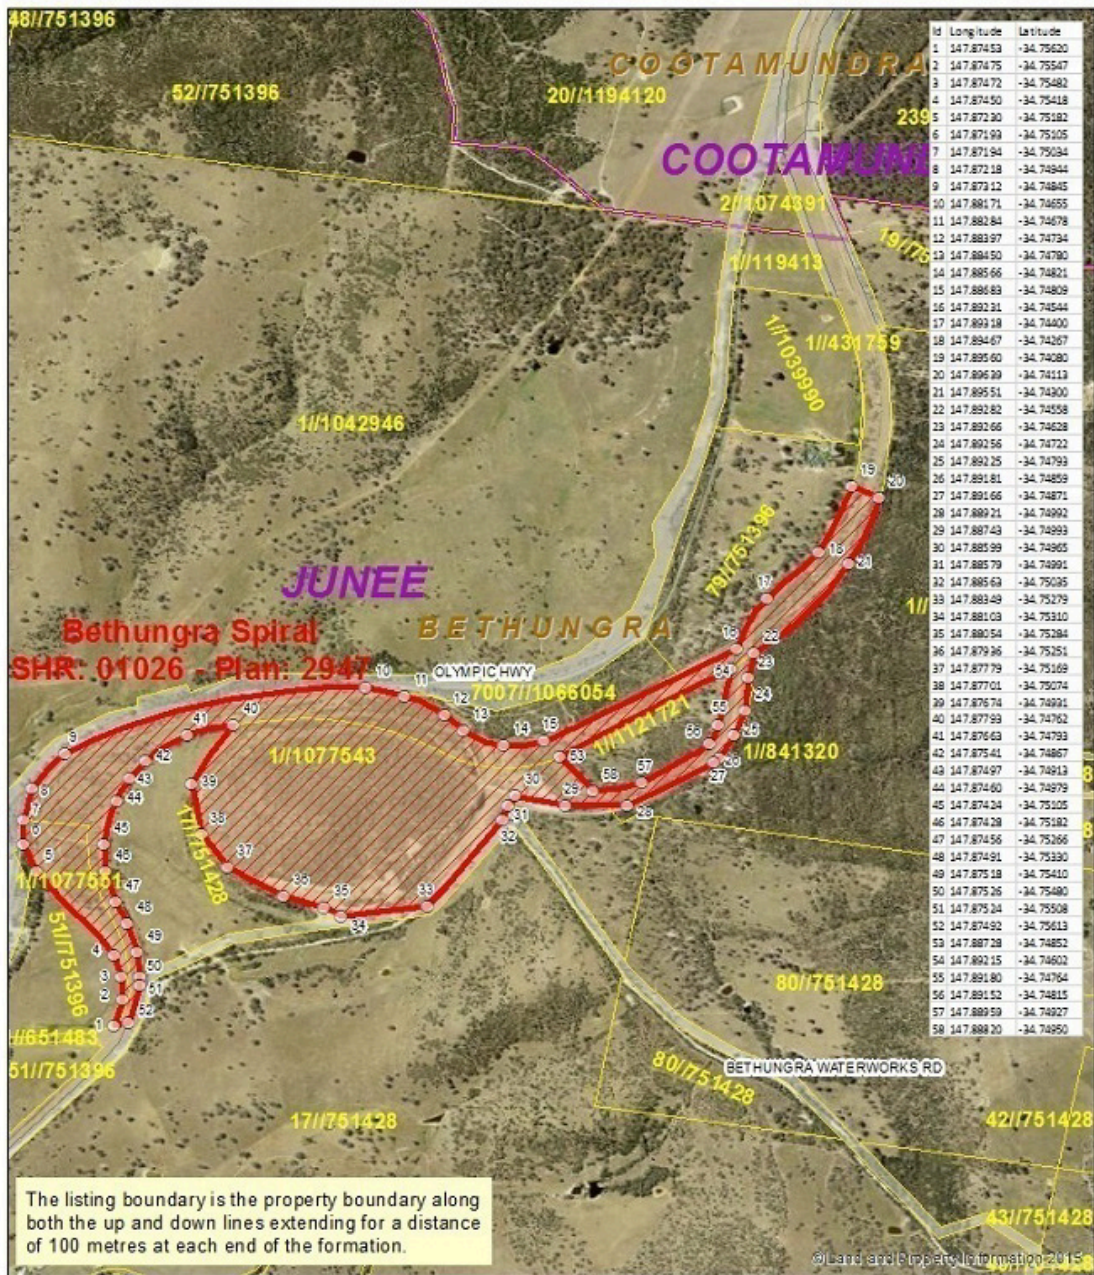 48//751396
52//751396
20//1194120
COOTAMUNDRA
239
COOTAMUND
2//1074391
19//75
1//119413
1//431759
1//1039990
1//1042946
79//751396
1//
JUNEE
BETHUNGRA
Bethungra Spiral
SHR: 01026 - Plan: 2947
OLYMPIC HWY
7007//1066054
1//1121721
1//1077543
1//841320
17//751428
1//1077551
51//751396
//651483
51//751396
17//751428
80//751428
80//751428
BETHUNGRA WATERWORKS RD
42//751428
43//751428
Id Longitude Latitude
1 147.87453 -34.75620
2 147.87475 -34.75547
3 147.87472 -34.75482
4 147.87450 -34.75418
5 147.87230 -34.75182
6 147.87193 -34.75105
7 147.87194 -34.75034
8 147.87218 -34.74944
9 147.87312 -34.74845
10 147.88171 -34.74655
11 147.88284 -34.74678
12 147.88397 -34.74734
13 147.88450 -34.74780
14 147.88566 -34.74821
15 147.88683 -34.74809
16 147.89231 -34.74544
17 147.89318 -34.74400
18 147.89467 -34.74267
19 147.89560 -34.74080
20 147.89639 -34.74113
21 147.89551 -34.74300
22 147.89282 -34.74558
23 147.89266 -34.74628
24 147.89256 -34.74722
25 147.89225 -34.74793
26 147.89181 -34.74859
27 147.89166 -34.74871
28 147.88921 -34.74992
29 147.88743 -34.74993
30 147.88599 -34.74965
31 147.88579 -34.74991
32 147.88563 -34.75035
33 147.88349 -34.75279
34 147.88103 -34.75310
35 147.88054 -34.75284
36 147.87936 -34.75251
37 147.87779 -34.75169
38 147.87701 -34.75074
39 147.87674 -34.74931
40 147.87793 -34.74762
41 147.87663 -34.74793
42 147.87541 -34.74867
43 147.87497 -34.74913
44 147.87460 -34.74979
45 147.87424 -34.75105
46 147.87428 -34.75182
47 147.87456 -34.75266
48 147.87491 -34.75330
49 147.87518 -34.75410
50 147.87526 -34.75480
51 147.87524 -34.75508
52 147.87492 -34.75613
53 147.88728 -34.74852
54 147.89215 -34.74602
55 147.89180 -34.74764
56 147.89152 -34.74815
57 147.88959 -34.74927
58 147.88820 -34.74950
The listing boundary is the property boundary along
both the up and down lines extending for a distance
of 100 metres at each end of the formation.
© Land and Property Information 2015